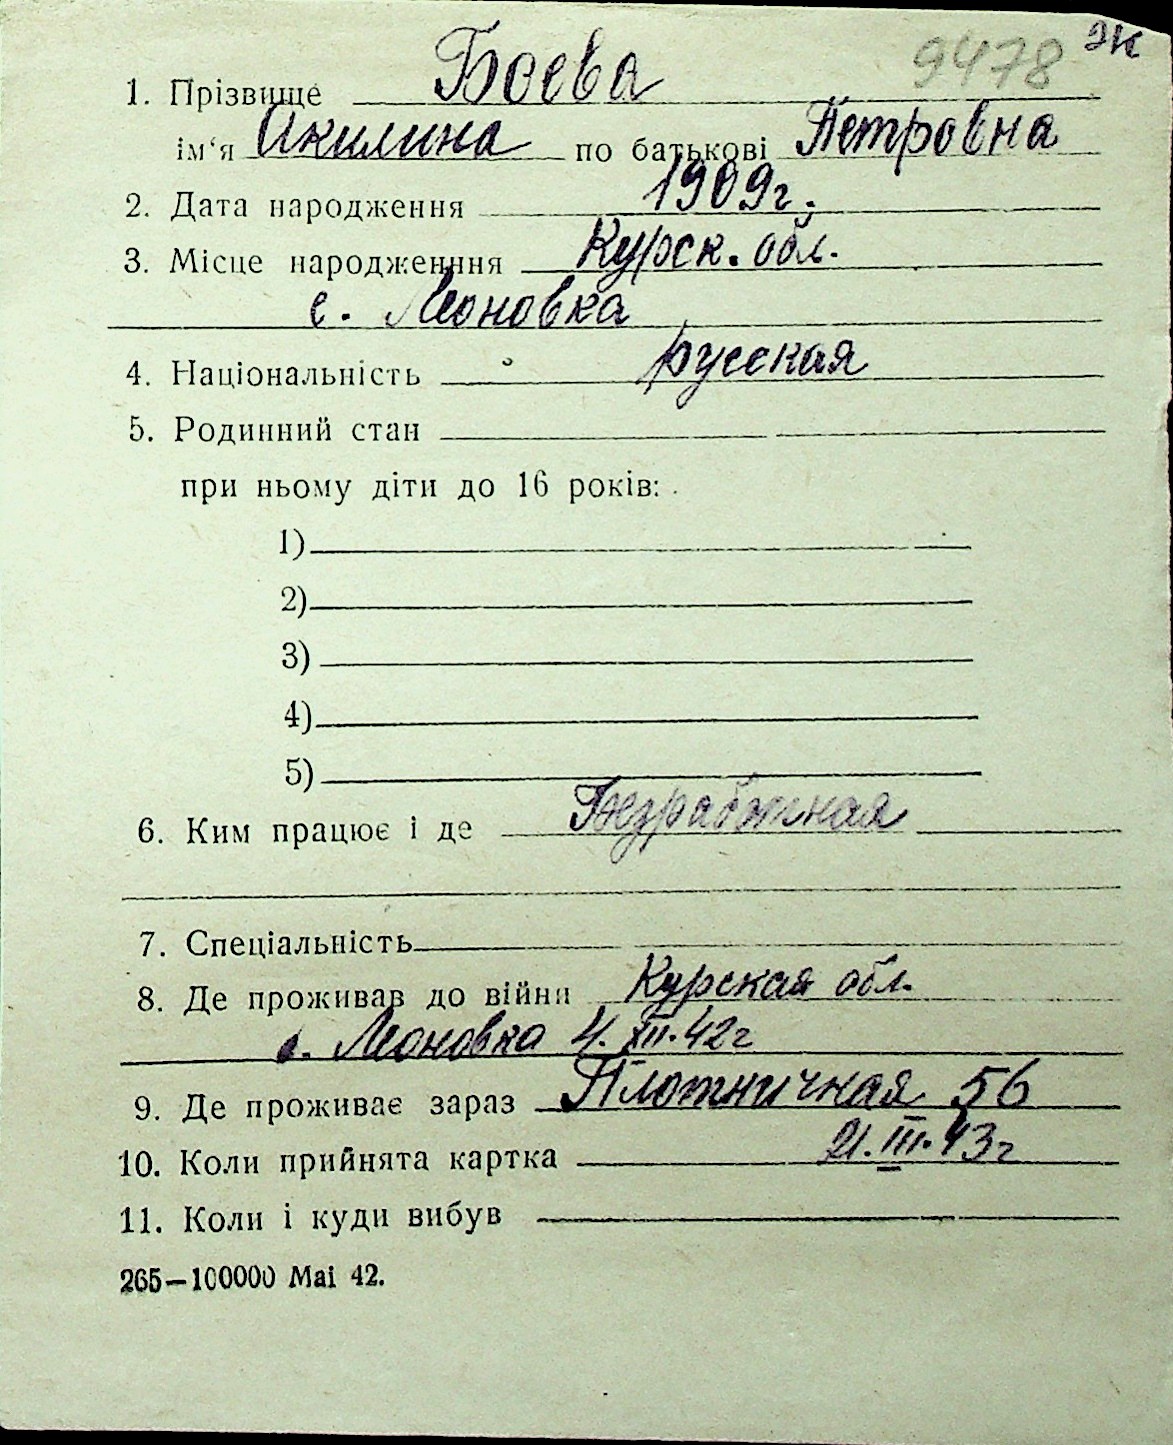 9478 ЭК
1. Прізвище Боева
ім‘я Акилина по батькові Петровна
2. Дата народження 1909г.
3. Місце народженння Курск. обл.
с. Леоновка
4. Національність русская
5. Родинний стан
при ньому діти до 16 років:
1)
2)
3)
4)
5)
6. Ким працює і де Безработная
7. Спеціальність
8. Де проживав до війни Курская обл.
с. Леоновка 4.XII.42г
9. Де проживає зараз Плотничная 56
10. Коли прийнята картка 21.III.43г
11. Коли і куди вибув
265—100000 Mai 42.